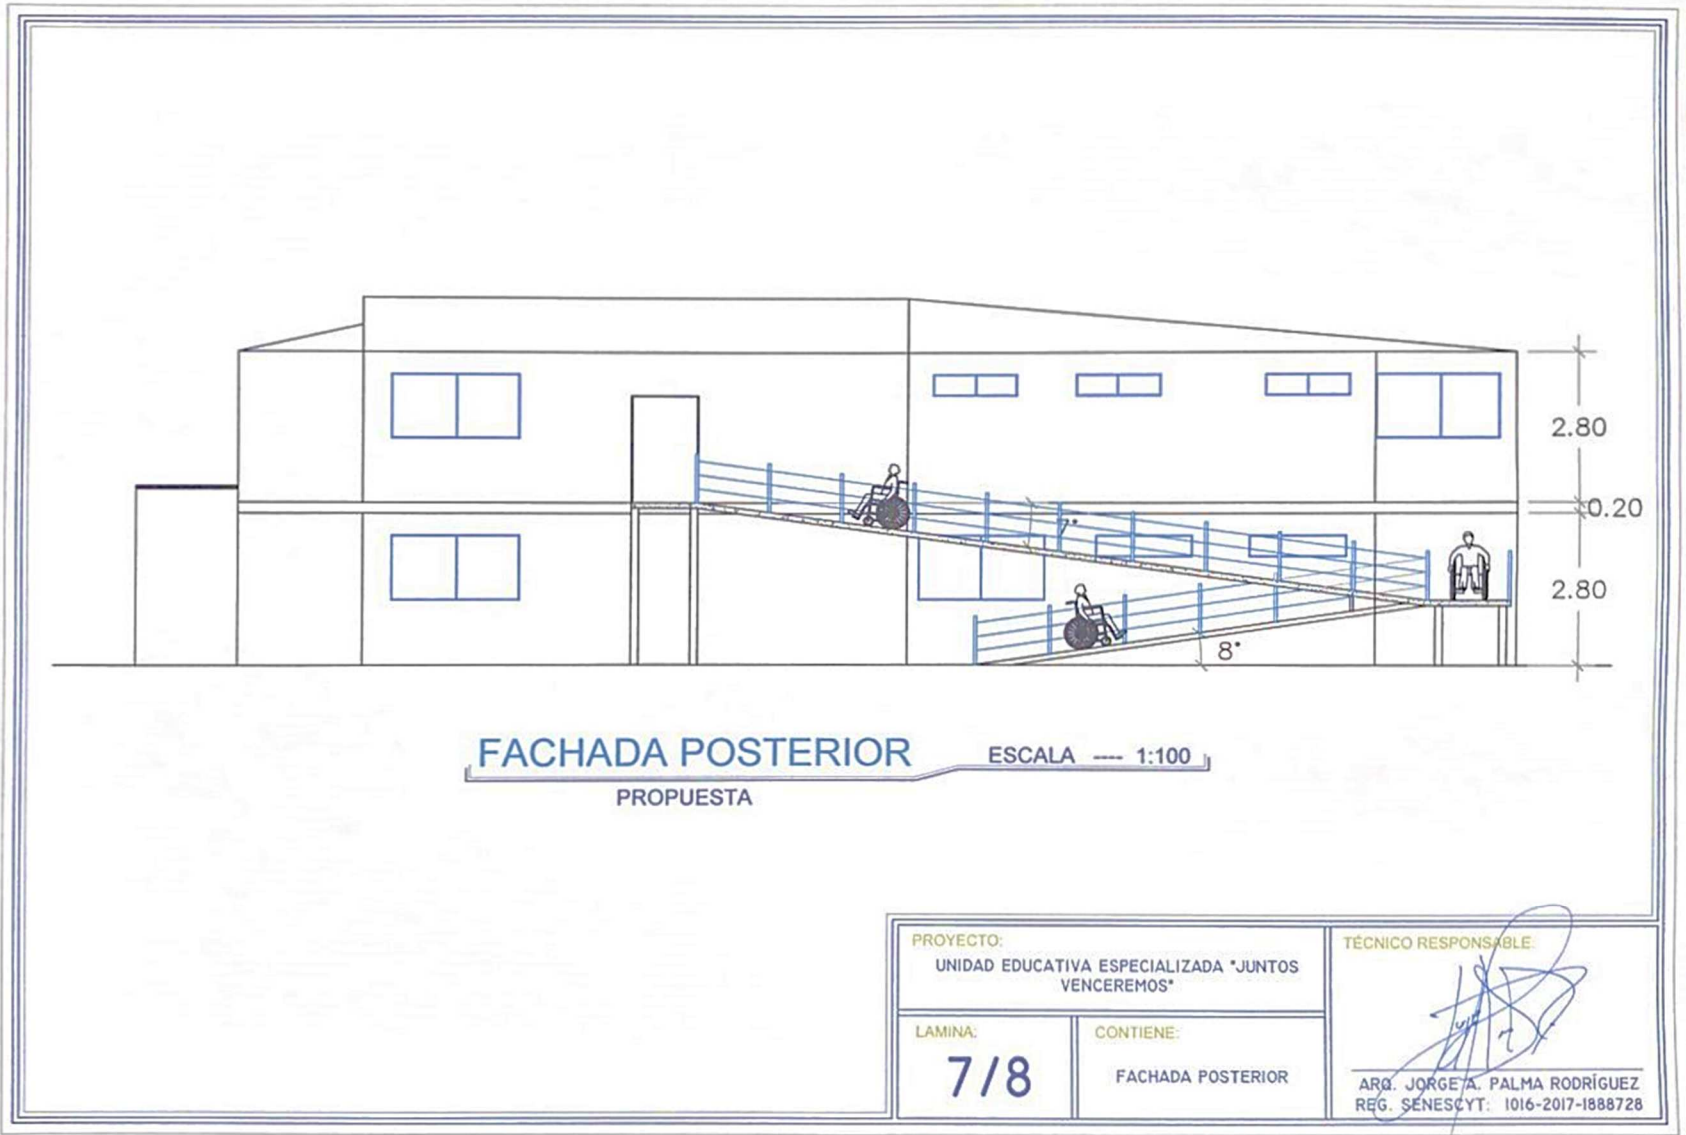 2.80
0.20
7°
2.80
8°
FACHADA POSTERIOR
ESCALA ---- 1:100
PROPUESTA
PROYECTO:
UNIDAD EDUCATIVA ESPECIALIZADA "JUNTOS
VENCEREMOS"
TÉCNICO RESPONSABLE:
LAMINA:
7/8
CONTIENE:
FACHADA POSTERIOR
ARQ. JORGE A. PALMA RODRÍGUEZ
REG. SENESCYT: 1016-2017-1888728